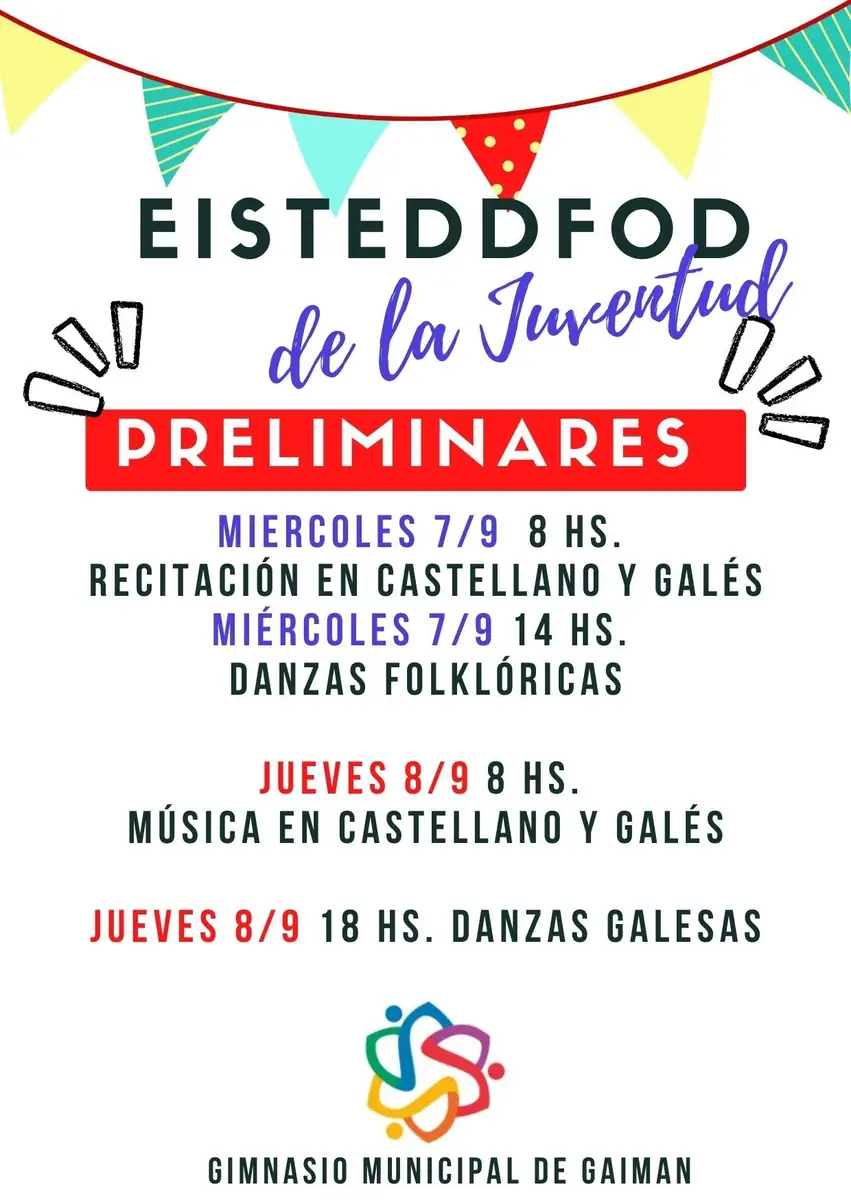 EISTEDDFOD
de la Juventud
PRELIMINARES
MIERCOLES 7/9 8 HS.
RECITACIÓN EN CASTELLANO Y GALÉS
MIÉRCOLES 7/9 14 HS.
DANZAS FOLKLÓRICAS
JUEVES 8/9 8 HS.
MÚSICA EN CASTELLANO Y GALÉS
JUEVES 8/9 18 HS. DANZAS GALESAS
GIMNASIO MUNICIPAL DE GAIMAN